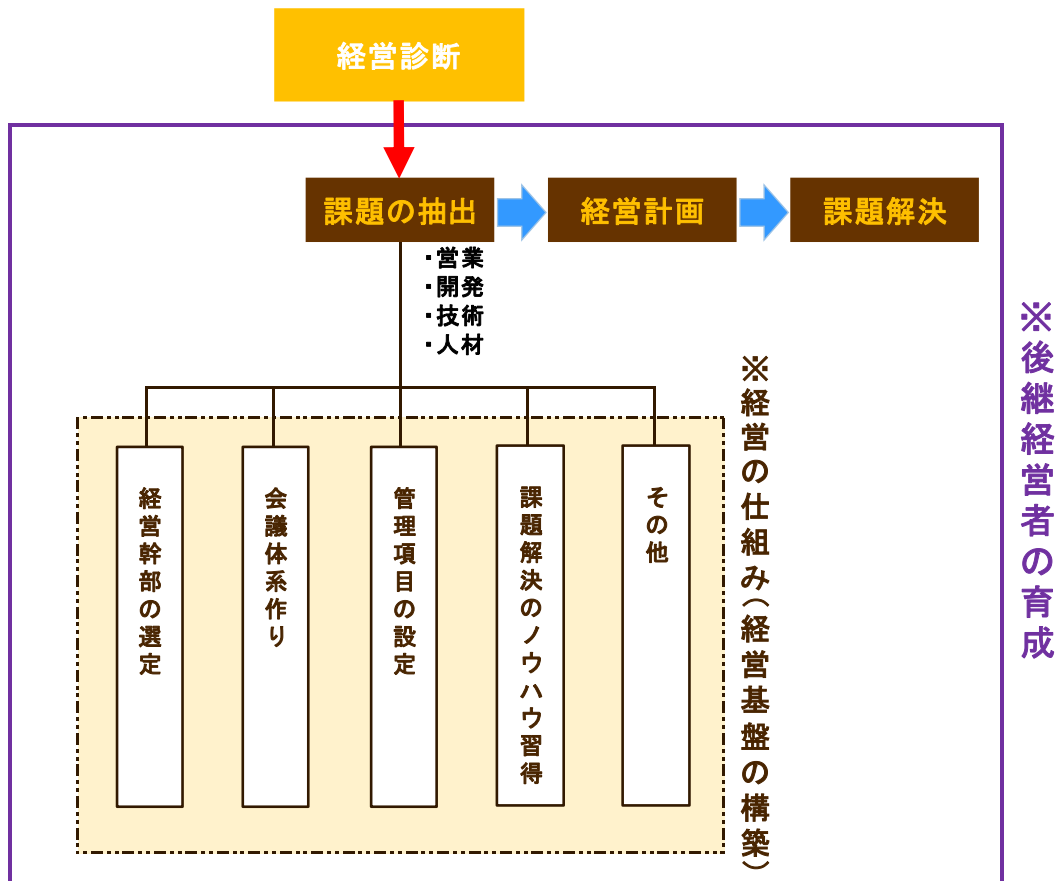 経営診断
課題の抽出
経営計画
課題解決
・営業
・開発
・技術
・人材
経営幹部の選定
会議体系作り
管理項目の設定
課題解決のノウハウ習得
その他
※経営の仕組み（経営基盤の構築）
※後継経営者の育成